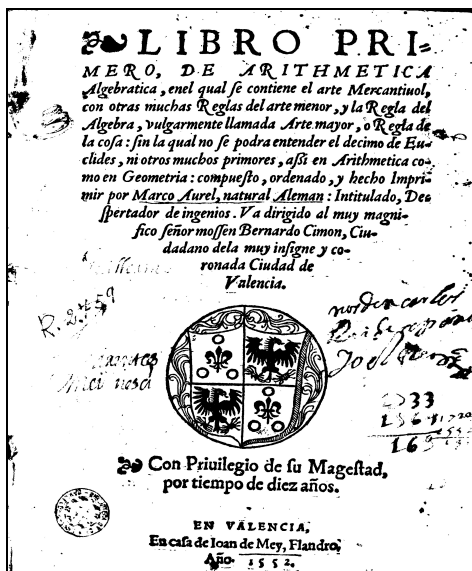 LIBRO PRI-
MERO, DE ARITHMETICA
Algebratica, enel qual se contiene el arte Mercantiuol,
con otras muchas Reglas del arte menor, y la Regla del
Algebra, vulgarmente llamada Arte mayor, o Regla de
la cosa: sin la qual no se podra entender el decimo de Eu-
clides, ni otros muchos primores, assi en Arithmetica co-
mo en Geometria: compuesto, ordenado, y hecho Impri-
mir por Marco Aurel, natural Aleman: Intitulado, De-
spertador de ingenios. Va dirigido al muy magni-
fico señor mossen Bernardo Cimon, Ciu-
dadano dela muy insigne y co-
ronada Ciudad de
Valencia.
R. 2459
Con Priuilegio de su Magestad,
por tiempo de diez años.
EN VALENCIA,
En casa de Ioan de Mey, Flandro,
Año. 1552.